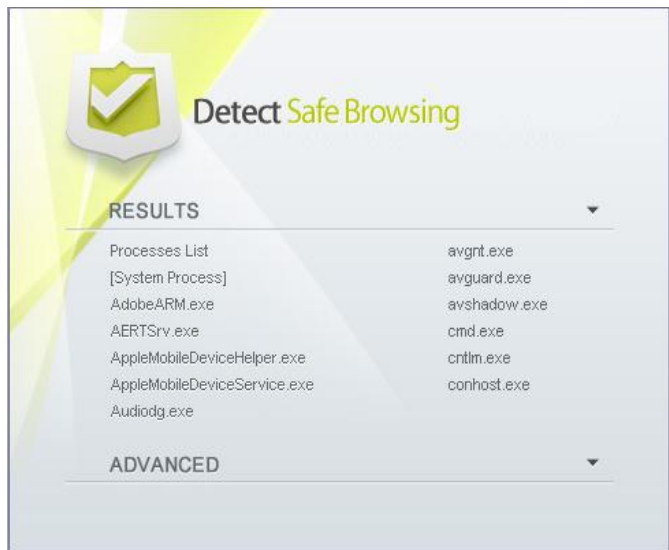 Detect Safe Browsing
RESULTS
Processes List
[System Process]
AdobeARM.exe
AERTSrv.exe
AppleMobileDeviceHelper.exe
AppleMobileDeviceService.exe
Audiodg.exe
avgnt.exe
avguard.exe
avshadow.exe
cmd.exe
cntlm.exe
conhost.exe
ADVANCED